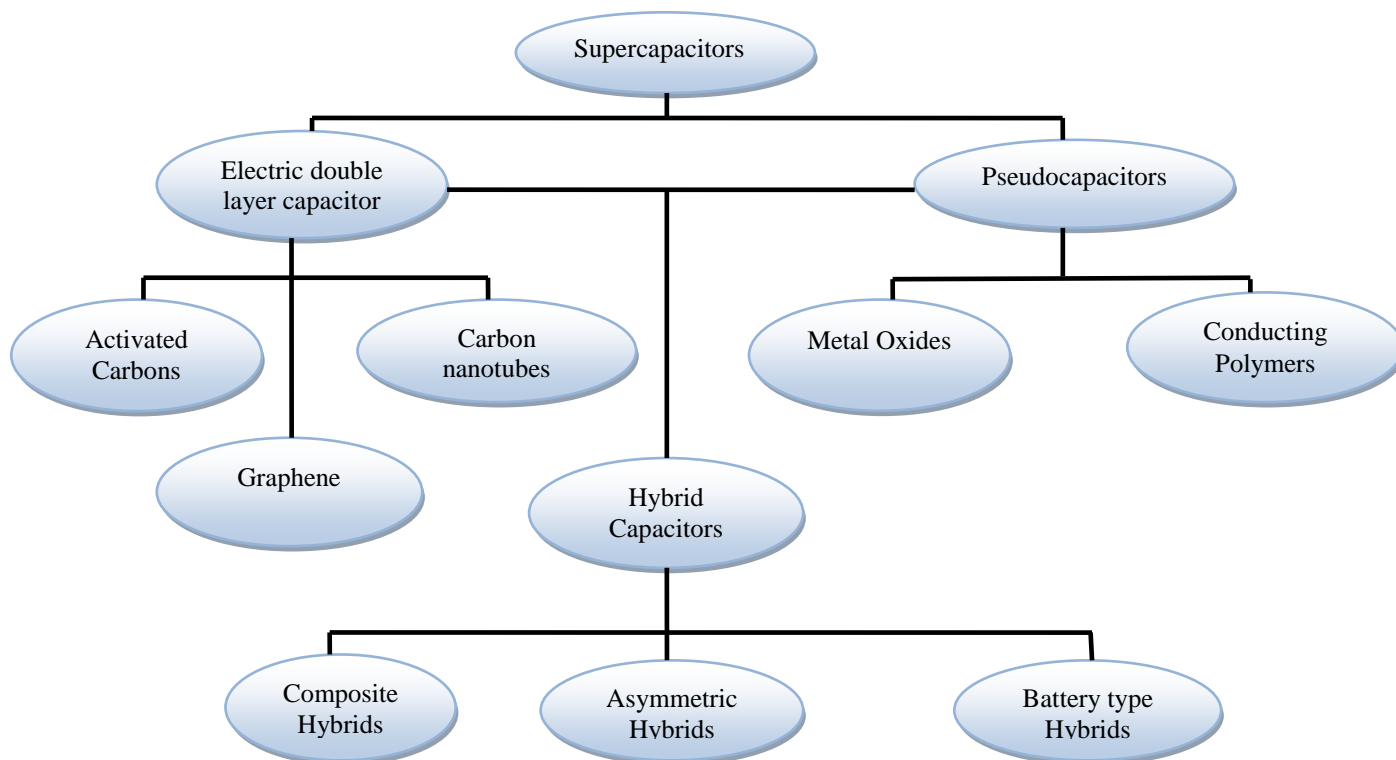 Supercapacitors
Electric double
layer capacitor
Pseudocapacitors
Activated
Carbons
Carbon
nanotubes
Metal Oxides
Conducting
Polymers
Graphene
Hybrid
Capacitors
Composite
Hybrids
Asymmetric
Hybrids
Battery type
Hybrids